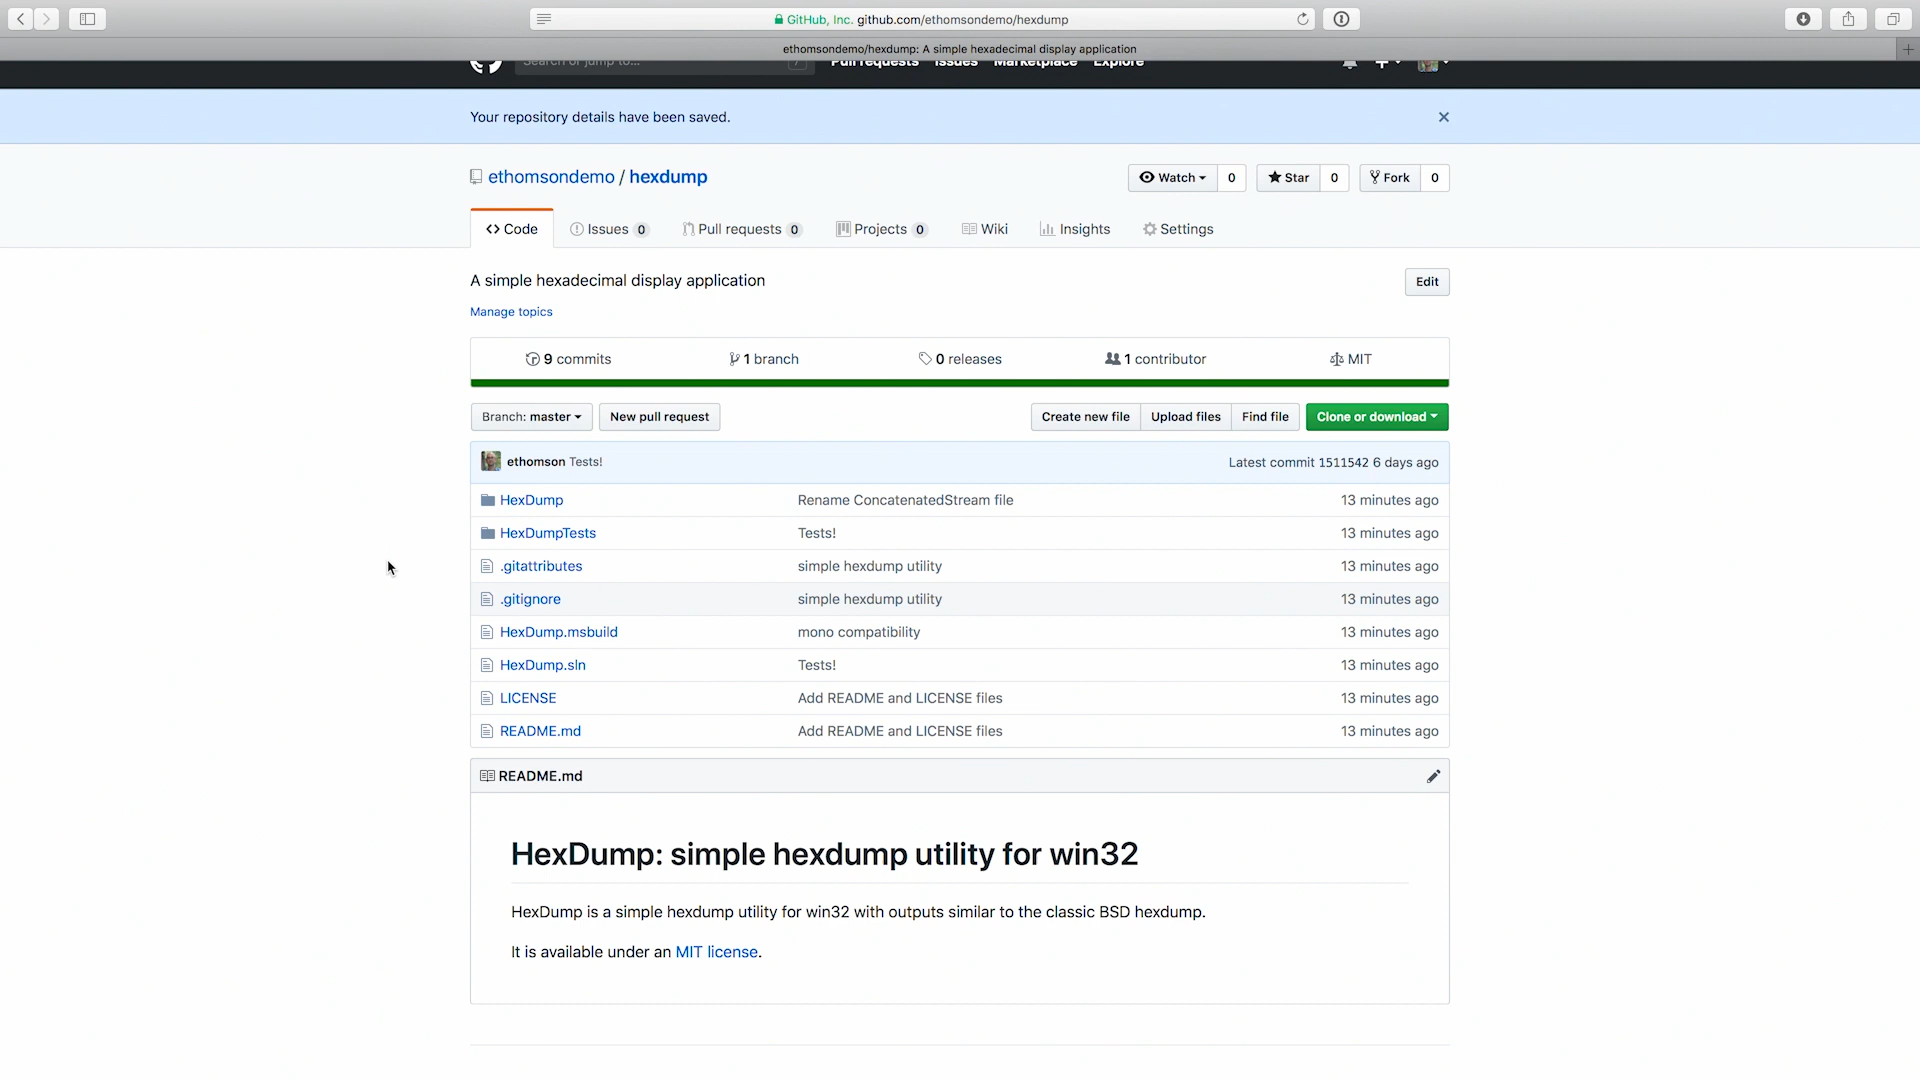 GitHub, Inc. github.com/ethomsondemo/hexdump
ethomsondemo/hexdump: A simple hexadecimal display application
Search or jump to... /
Pull requests Issues Marketplace Explore
Your repository details have been saved.
ethomsondemo / hexdump
Watch 0 Star 0 Fork 0
Code Issues 0 Pull requests 0 Projects 0 Wiki Insights Settings
A simple hexadecimal display application
Edit
Manage topics
9 commits 1 branch 0 releases 1 contributor MIT
Branch: master New pull request Create new file Upload files Find file Clone or download
ethomson Tests! Latest commit 1511542 6 days ago
HexDump Rename ConcatenatedStream file 13 minutes ago
HexDumpTests Tests! 13 minutes ago
.gitattributes simple hexdump utility 13 minutes ago
.gitignore simple hexdump utility 13 minutes ago
HexDump.msbuild mono compatibility 13 minutes ago
HexDump.sln Tests! 13 minutes ago
LICENSE Add README and LICENSE files 13 minutes ago
README.md Add README and LICENSE files 13 minutes ago
README.md
HexDump: simple hexdump utility for win32
HexDump is a simple hexdump utility for win32 with outputs similar to the classic BSD hexdump.
It is available under an MIT license.